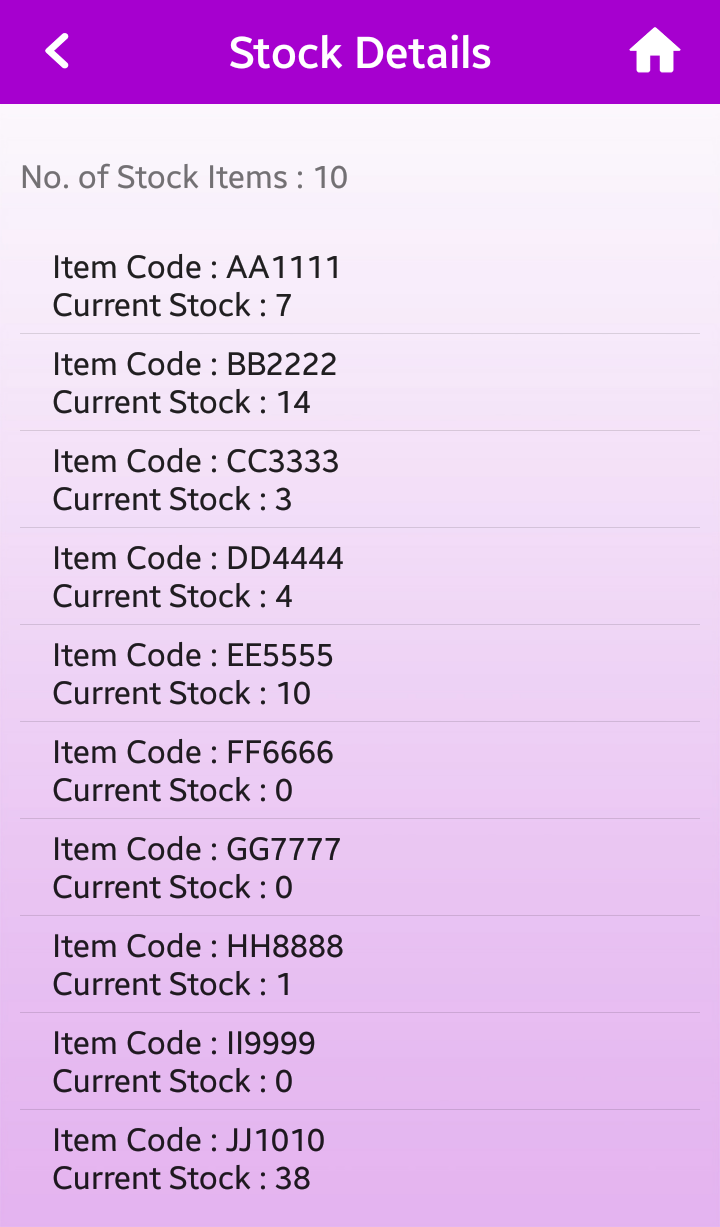 Stock Details
No. of Stock Items : 10
Item Code : AA1111
Current Stock : 7
Item Code : BB2222
Current Stock : 14
Item Code : CC3333
Current Stock : 3
Item Code : DD4444
Current Stock : 4
Item Code : EE5555
Current Stock : 10
Item Code : FF6666
Current Stock : 0
Item Code : GG7777
Current Stock : 0
Item Code : HH8888
Current Stock : 1
Item Code : II9999
Current Stock : 0
Item Code : JJ1010
Current Stock : 38